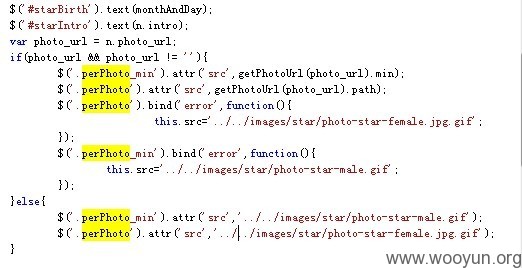 $('#starBirth').text(monthAndDay);
$('#starIntro').text(n.intro);
var photo_url = n.photo_url;
if(photo_url && photo_url != ''){
$('.perPhoto_min').attr('src',getPhotoUrl(photo_url).min);
$('.perPhoto').attr('src',getPhotoUrl(photo_url).path);
$('.perPhoto').bind('error',function(){
this.src='../../images/star/photo-star-female.jpg.gif';
});
$('.perPhoto_min').bind('error',function(){
this.src='../../images/star/photo-star-male.gif';
});
}else{
$('.perPhoto_min').attr('src','../../images/star/photo-star-male.gif');
$('.perPhoto').attr('src','../../images/star/photo-star-female.jpg.gif');
}
www.wooyun.org